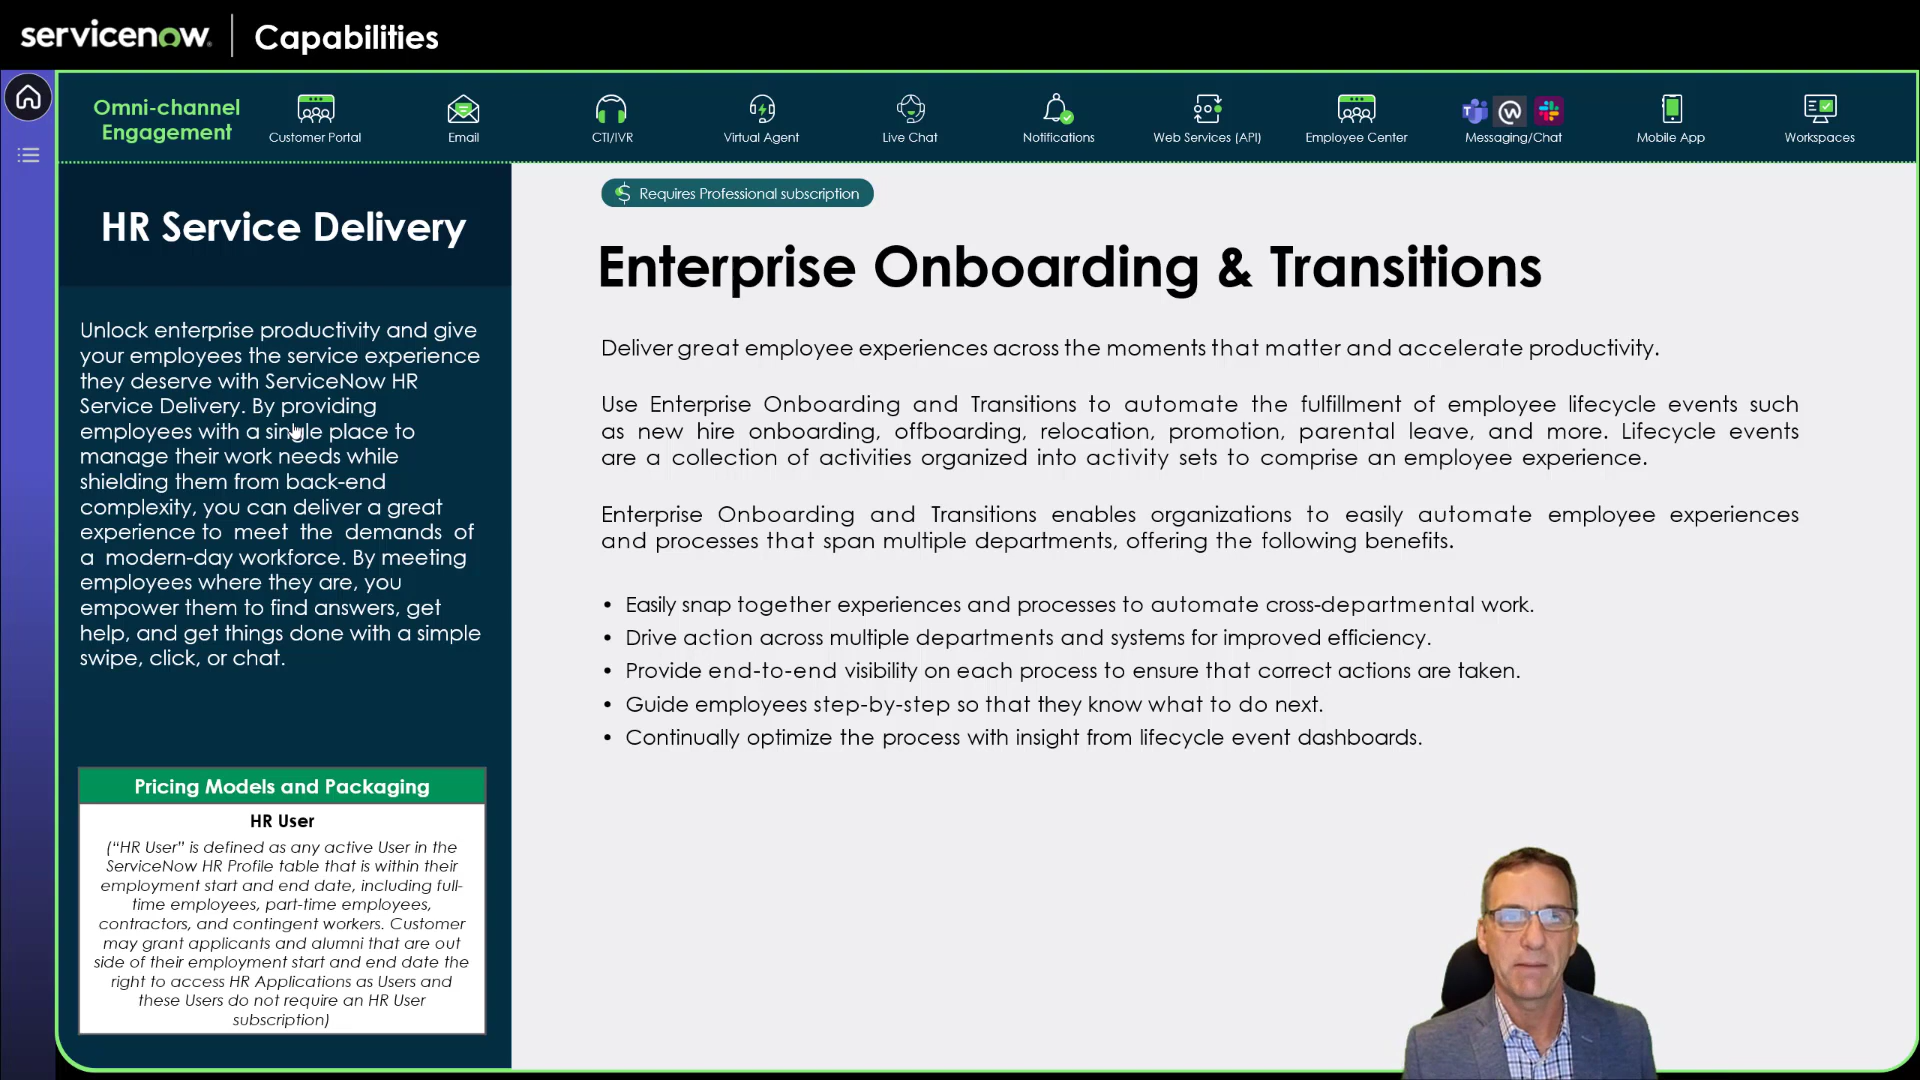 servicenow
Capabilities
Omni-channel
Engagement
Customer Portal
Email
CTI/IVR
Virtual Agent
Live Chat
Notifications
Web Services (API)
Employee Center
Messaging/Chat
Mobile App
Workspaces
HR Service Delivery
Unlock enterprise productivity and give
your employees the service experience
they deserve with ServiceNow HR
Service Delivery. By providing
employees with a single place to
manage their work needs while
shielding them from back-end
complexity, you can deliver a great
experience to meet the demands of
a modern-day workforce. By meeting
employees where they are, you
empower them to find answers, get
help, and get things done with a simple
swipe, click, or chat.
Pricing Models and Packaging
HR User
(“HR User” is defined as any active User in the
ServiceNow HR Profile table that is within their
employment start and end date, including full-
time employees, part-time employees,
contractors, and contingent workers. Customer
may grant applicants and alumni that are out
side of their employment start and end date the
right to access HR Applications as Users and
these Users do not require an HR User
subscription)
$ Requires Professional subscription
Enterprise Onboarding & Transitions
Deliver great employee experiences across the moments that matter and accelerate productivity.
Use Enterprise Onboarding and Transitions to automate the fulfillment of employee lifecycle events such
as new hire onboarding, offboarding, relocation, promotion, parental leave, and more. Lifecycle events
are a collection of activities organized into activity sets to comprise an employee experience.
Enterprise Onboarding and Transitions enables organizations to easily automate employee experiences
and processes that span multiple departments, offering the following benefits.
• Easily snap together experiences and processes to automate cross-departmental work.
• Drive action across multiple departments and systems for improved efficiency.
• Provide end-to-end visibility on each process to ensure that correct actions are taken.
• Guide employees step-by-step so that they know what to do next.
• Continually optimize the process with insight from lifecycle event dashboards.